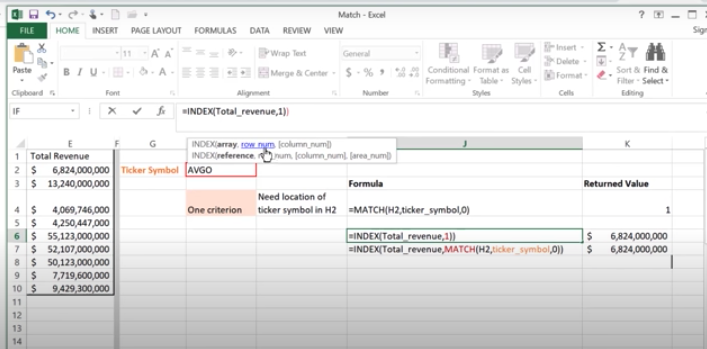 Match - Excel
FILE HOME INSERT PAGE LAYOUT FORMULAS DATA REVIEW VIEW
Paste
11
Wrap Text
General
Conditional Format as Cell
Insert
Delete
Sort & Find &
B I U
Merge & Center
$ - % ,
Formatting Table Styles
Format
Filter Select
Clipboard Font Alignment Number Styles Cells Editing
IF
fx
=INDEX(Total_revenue,1))
INDEX(array, row_num, [column_num])
INDEX(reference, row_num, [column_num], [area_num])
E F G J K
1 Total Revenue
2 $ 6,824,000,000 Ticker Symbol AVGO
3 $ 13,240,000,000 Formula Returned Value
Need location of
4 $ 4,069,746,000 One criterion ticker symbol in H2 =MATCH(H2,ticker_symbol,0) 1
5 $ 4,250,447,000
6 $ 55,123,000,000 =INDEX(Total_revenue,1)) $ 6,824,000,000
7 $ 52,107,000,000 =INDEX(Total_revenue,MATCH(H2,ticker_symbol,0)) $ 6,824,000,000
8 $ 50,123,000,000
9 $ 7,719,600,000
10 $ 9,429,300,000
11
12
13
14